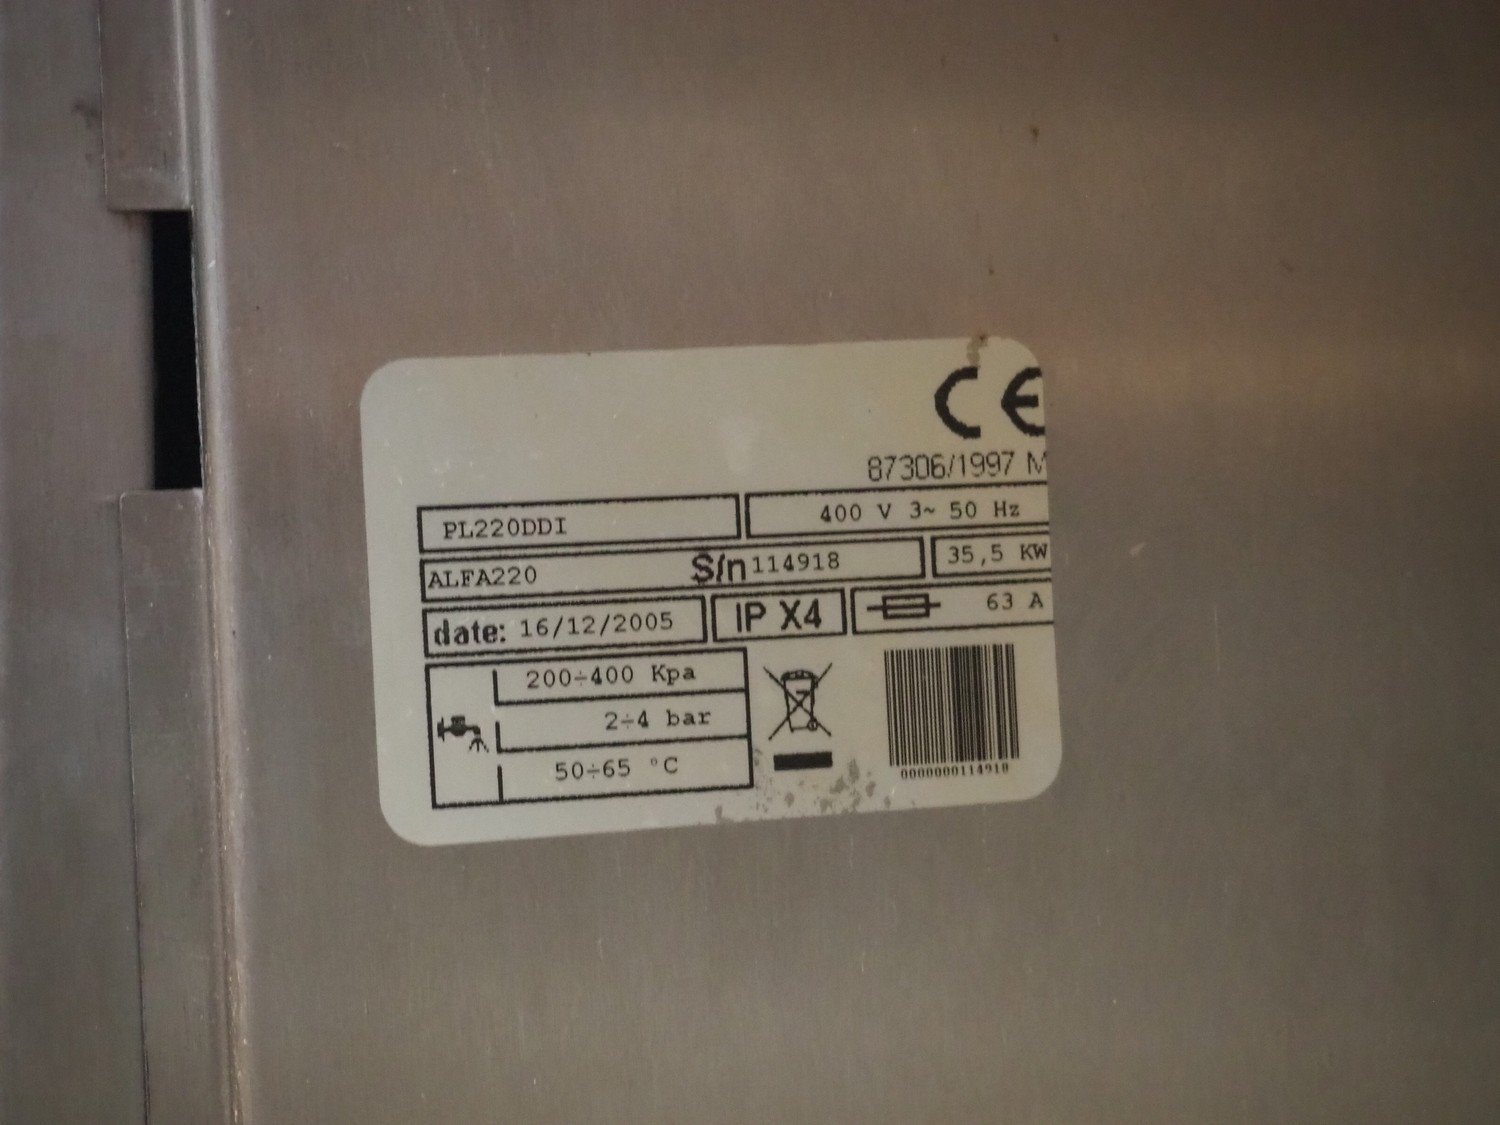 CE
87306/1997 M
PL220DDI 400 V 3~ 50 Hz
ALFA220 S/n 114918 35,5 KW
date: 16/12/2005 IP X4 63 A
200÷400 Kpa
2÷4 bar
50÷65 °C
0000000114918